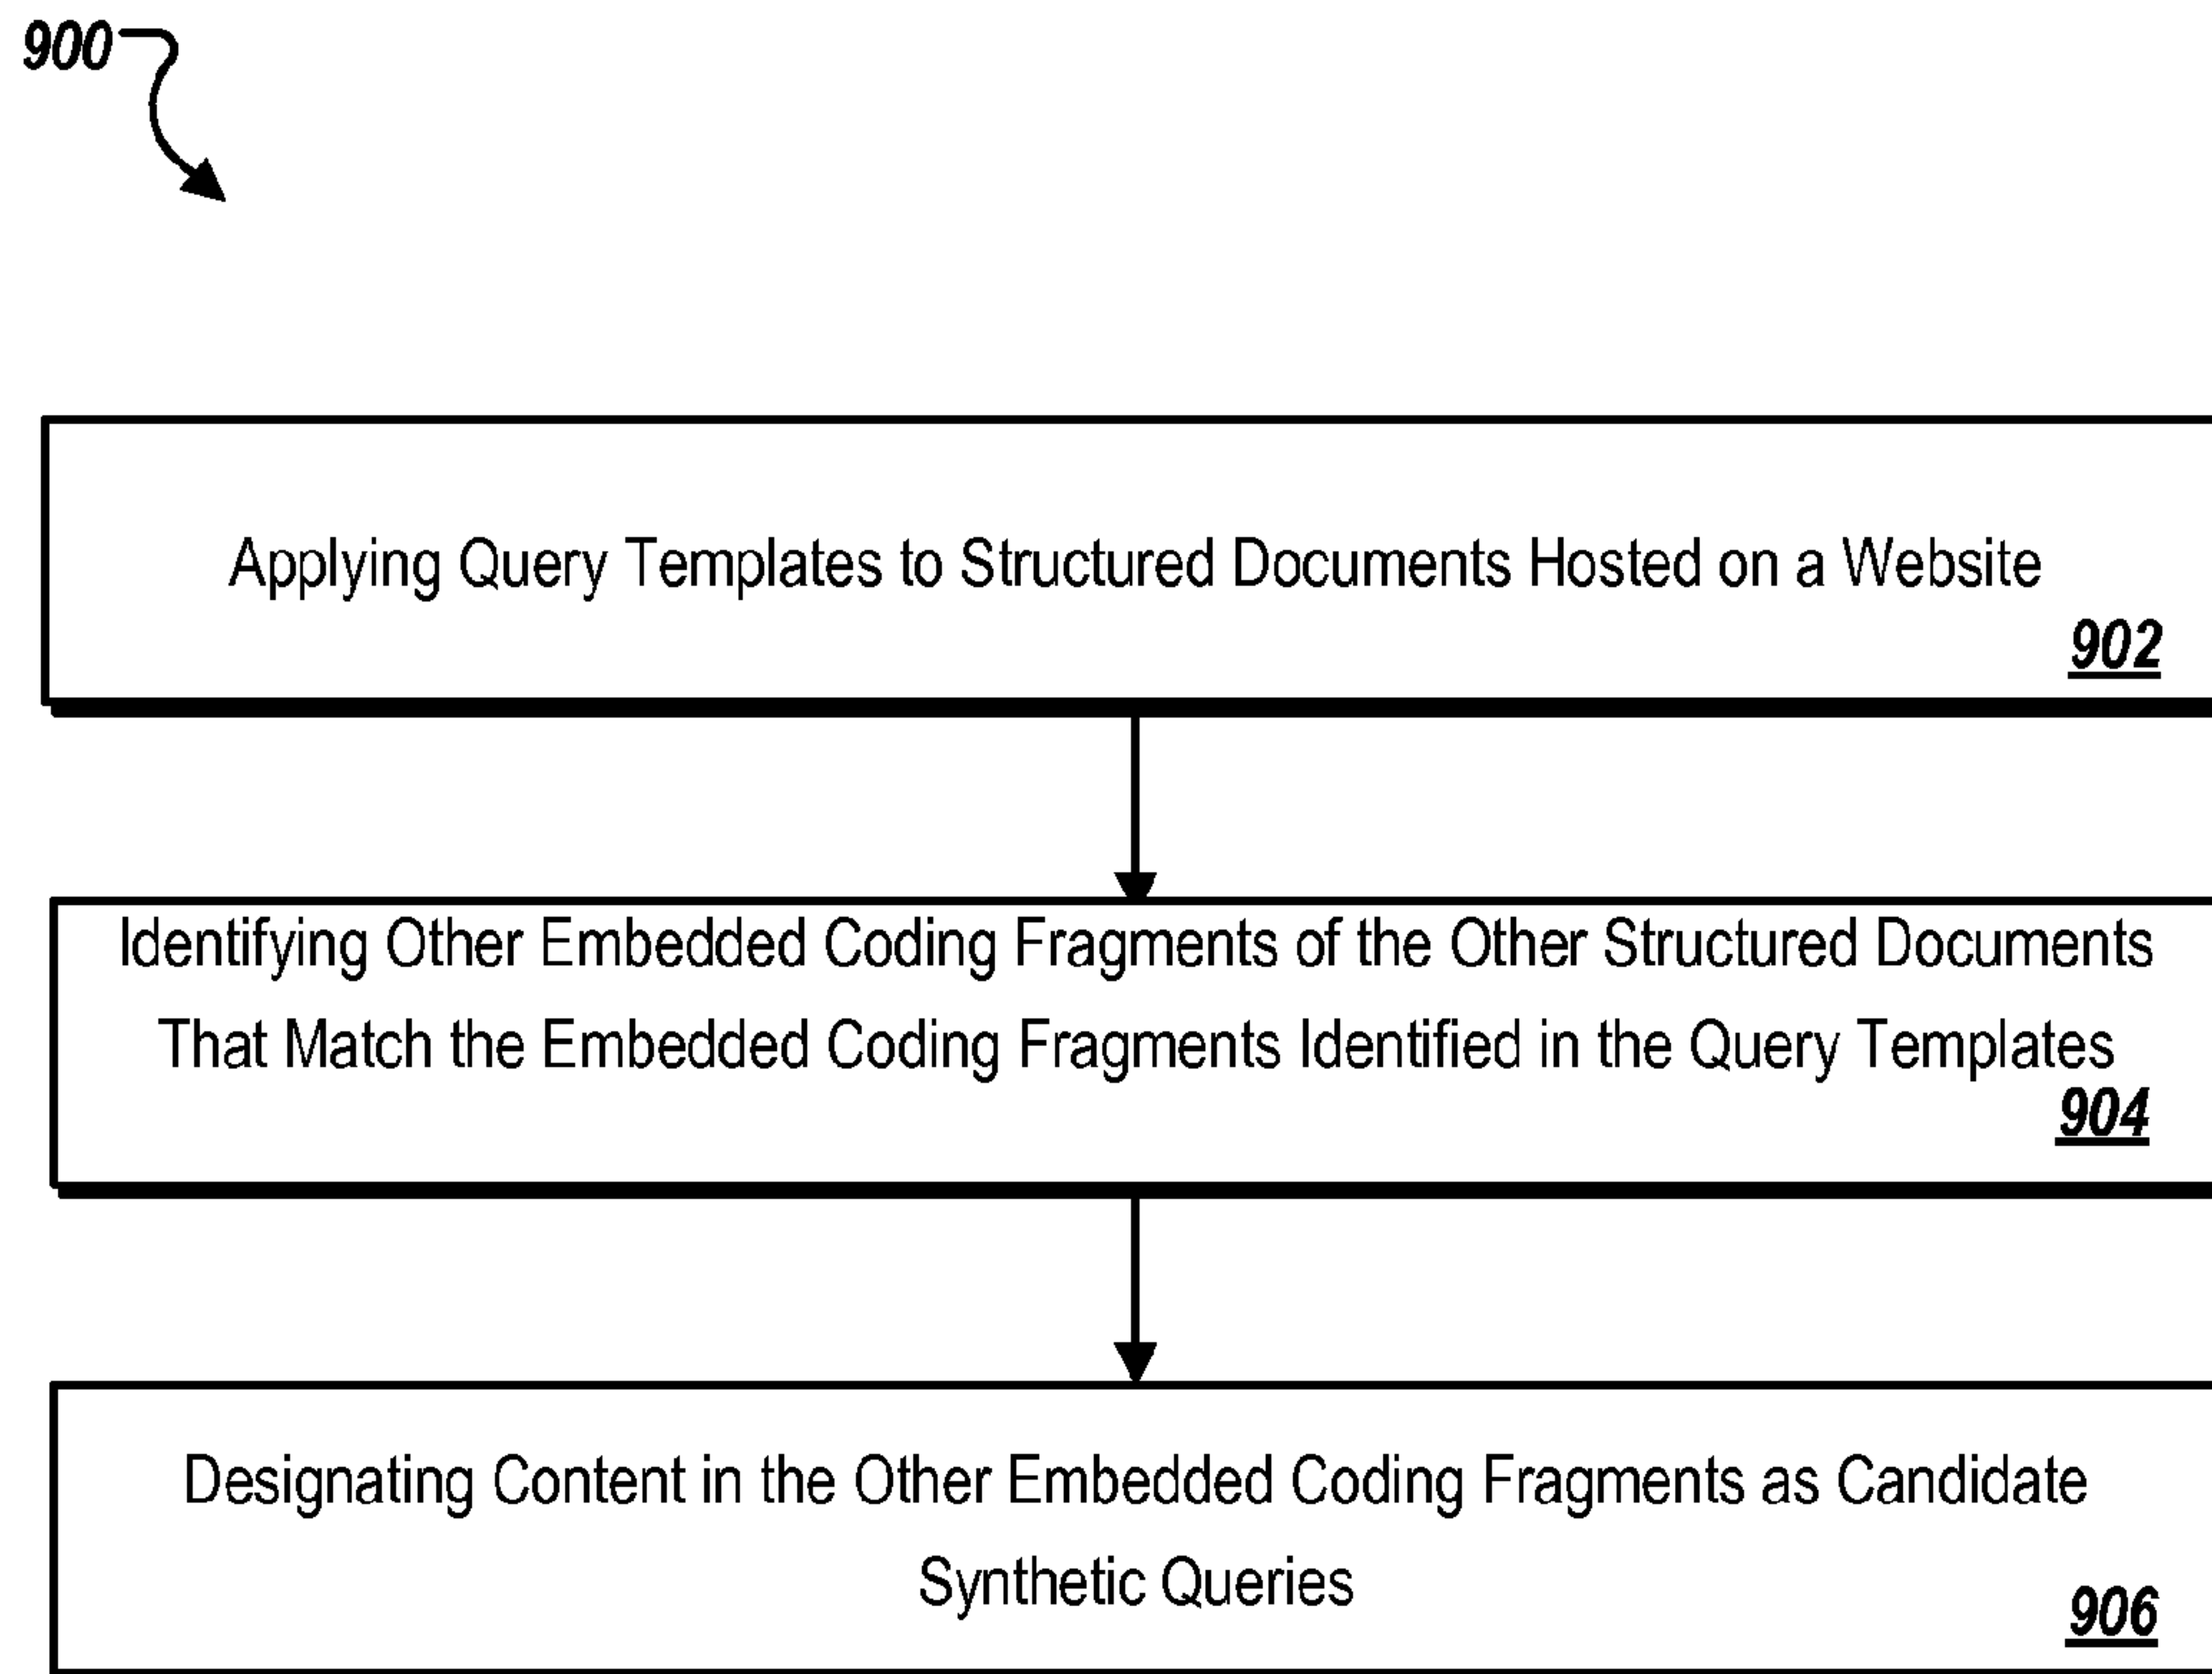 900
Applying Query Templates to Structured Documents Hosted on a Website
902
Identifying Other Embedded Coding Fragments of the Other Structured Documents
That Match the Embedded Coding Fragments Identified in the Query Templates
904
Designating Content in the Other Embedded Coding Fragments as Candidate
Synthetic Queries
906